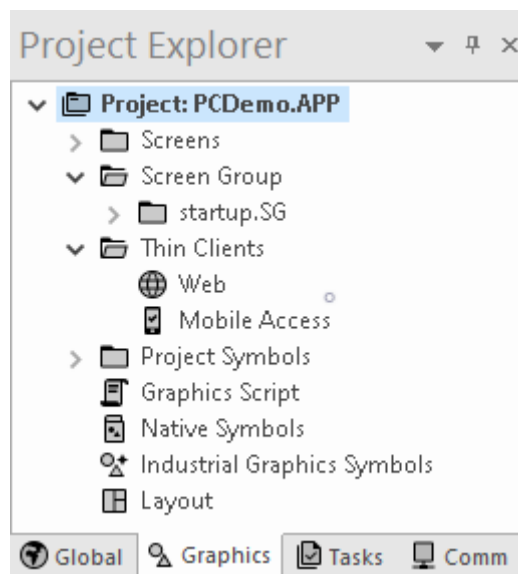 Project Explorer
Project: PCDemo.APP
Screens
Screen Group
startup.SG
Thin Clients
Web
Mobile Access
Project Symbols
Graphics Script
Native Symbols
Industrial Graphics Symbols
Layout
Global Graphics Tasks Comm